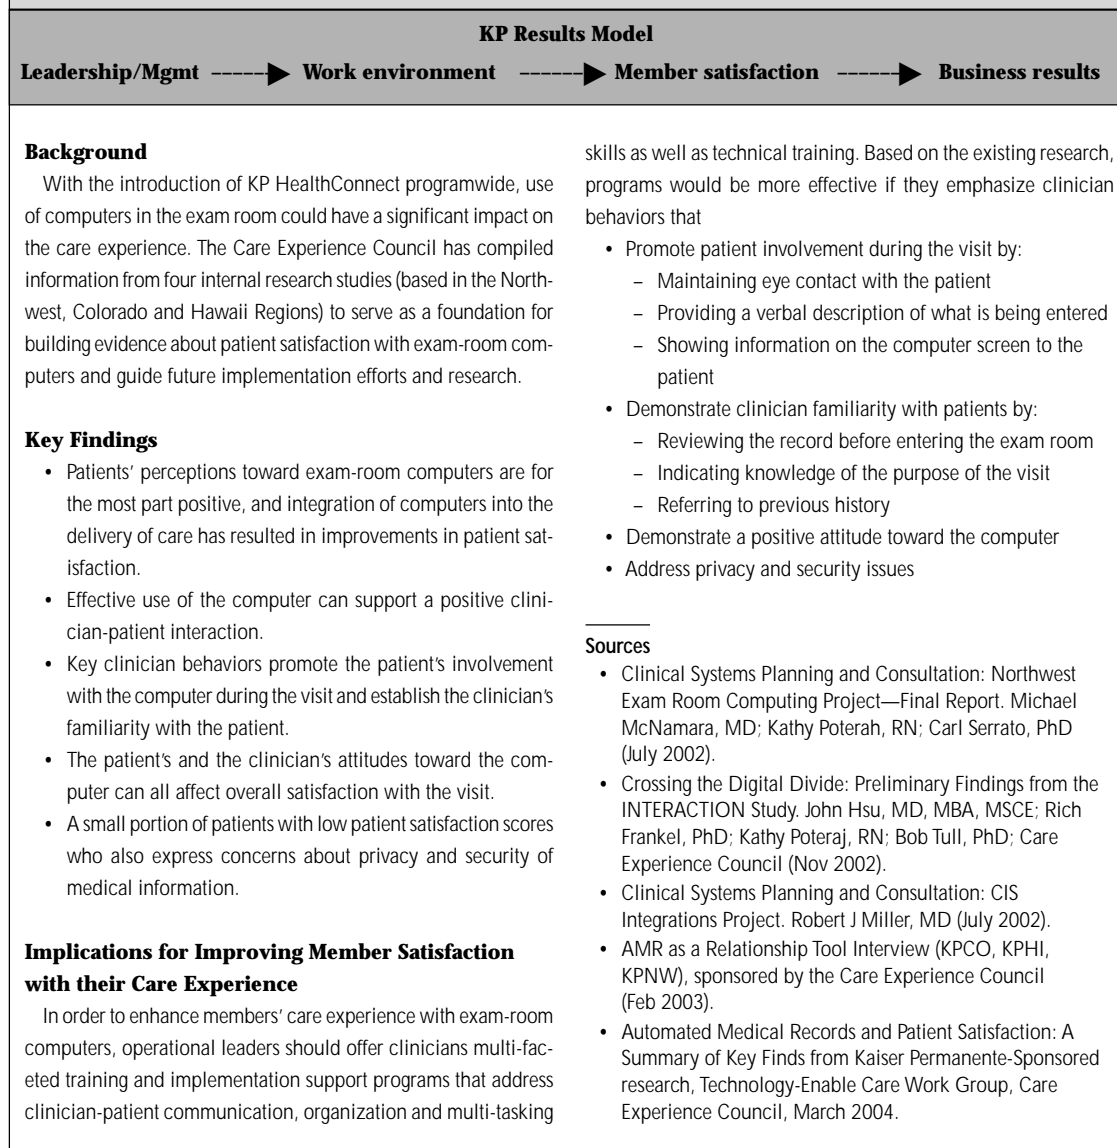 KP Results Model
Leadership/Mgmt -----▶ Work environment ------▶ Member satisfaction ------▶ Business results
Background
With the introduction of KP HealthConnect programwide, use
of computers in the exam room could have a significant impact on
the care experience. The Care Experience Council has compiled
information from four internal research studies (based in the North-
west, Colorado and Hawaii Regions) to serve as a foundation for
building evidence about patient satisfaction with exam-room com-
puters and guide future implementation efforts and research.
Key Findings
• Patients' perceptions toward exam-room computers are for
the most part positive, and integration of computers into the
delivery of care has resulted in improvements in patient sat-
isfaction.
• Effective use of the computer can support a positive clini-
cian-patient interaction.
• Key clinician behaviors promote the patient's involvement
with the computer during the visit and establish the clinician's
familiarity with the patient.
• The patient's and the clinician's attitudes toward the com-
puter can all affect overall satisfaction with the visit.
• A small portion of patients with low patient satisfaction scores
who also express concerns about privacy and security of
medical information.
Implications for Improving Member Satisfaction
with their Care Experience
In order to enhance members' care experience with exam-room
computers, operational leaders should offer clinicians multi-fac-
eted training and implementation support programs that address
clinician-patient communication, organization and multi-tasking
skills as well as technical training. Based on the existing research,
programs would be more effective if they emphasize clinician
behaviors that
• Promote patient involvement during the visit by:
– Maintaining eye contact with the patient
– Providing a verbal description of what is being entered
– Showing information on the computer screen to the
patient
• Demonstrate clinician familiarity with patients by:
– Reviewing the record before entering the exam room
– Indicating knowledge of the purpose of the visit
– Referring to previous history
• Demonstrate a positive attitude toward the computer
• Address privacy and security issues
Sources
• Clinical Systems Planning and Consultation: Northwest
Exam Room Computing Project—Final Report. Michael
McNamara, MD; Kathy Poterah, RN; Carl Serrato, PhD
(July 2002).
• Crossing the Digital Divide: Preliminary Findings from the
INTERACTION Study. John Hsu, MD, MBA, MSCE; Rich
Frankel, PhD; Kathy Poteraj, RN; Bob Tull, PhD; Care
Experience Council (Nov 2002).
• Clinical Systems Planning and Consultation: CIS
Integrations Project. Robert J Miller, MD (July 2002).
• AMR as a Relationship Tool Interview (KPCO, KPHI,
KPNW), sponsored by the Care Experience Council
(Feb 2003).
• Automated Medical Records and Patient Satisfaction: A
Summary of Key Finds from Kaiser Permanente-Sponsored
research, Technology-Enable Care Work Group, Care
Experience Council, March 2004.